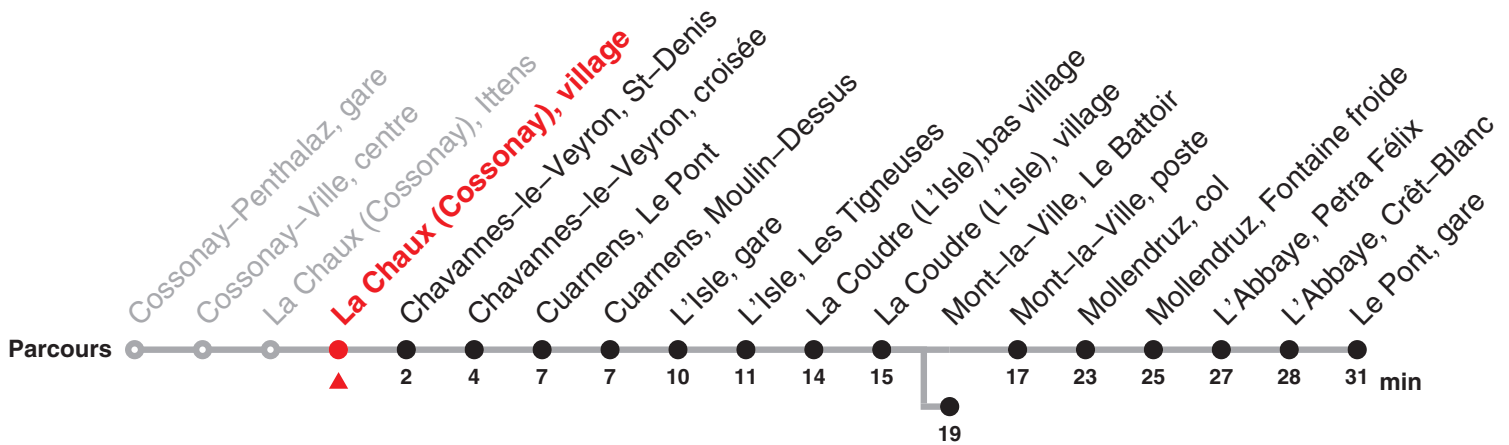 Cossonay–Penthalaz, gare
Cossonay–Ville, centre
La Chaux (Cossonay), Ittens
La Chaux (Cossonay), village
Chavannes–le–Veyron, St–Denis
Chavannes–le–Veyron, croisée
Cuarnens, Le Pont
Cuarnens, Moulin–Dessus
L'Isle, gare
L'Isle, Les Tigneuses
La Coudre (L'Isle),bas village
La Coudre (L'Isle), village
Mont–la–Ville, Le Battoir
Mont–la–Ville, poste
Mollendruz, col
Mollendruz, Fontaine froide
L'Abbaye, Petra Félix
L'Abbaye, Crêt–Blanc
Le Pont, gare
Parcours
2 4 7 7 10 11 14 15 17 23 25 27 28 31 min
19